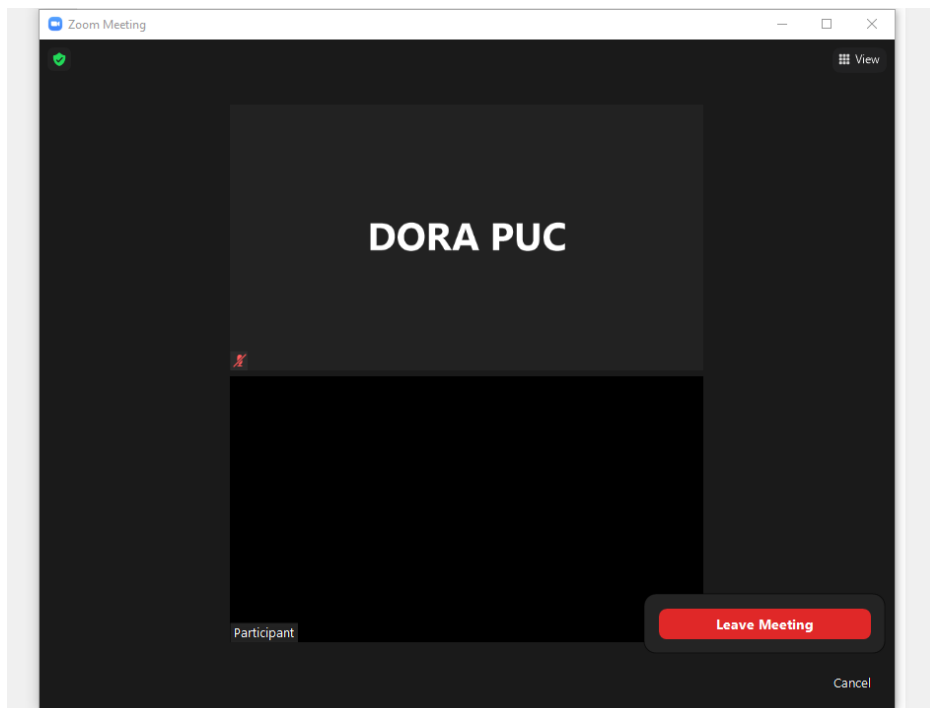 Zoom Meeting
View
DORA PUC
Participant
Leave Meeting
Cancel